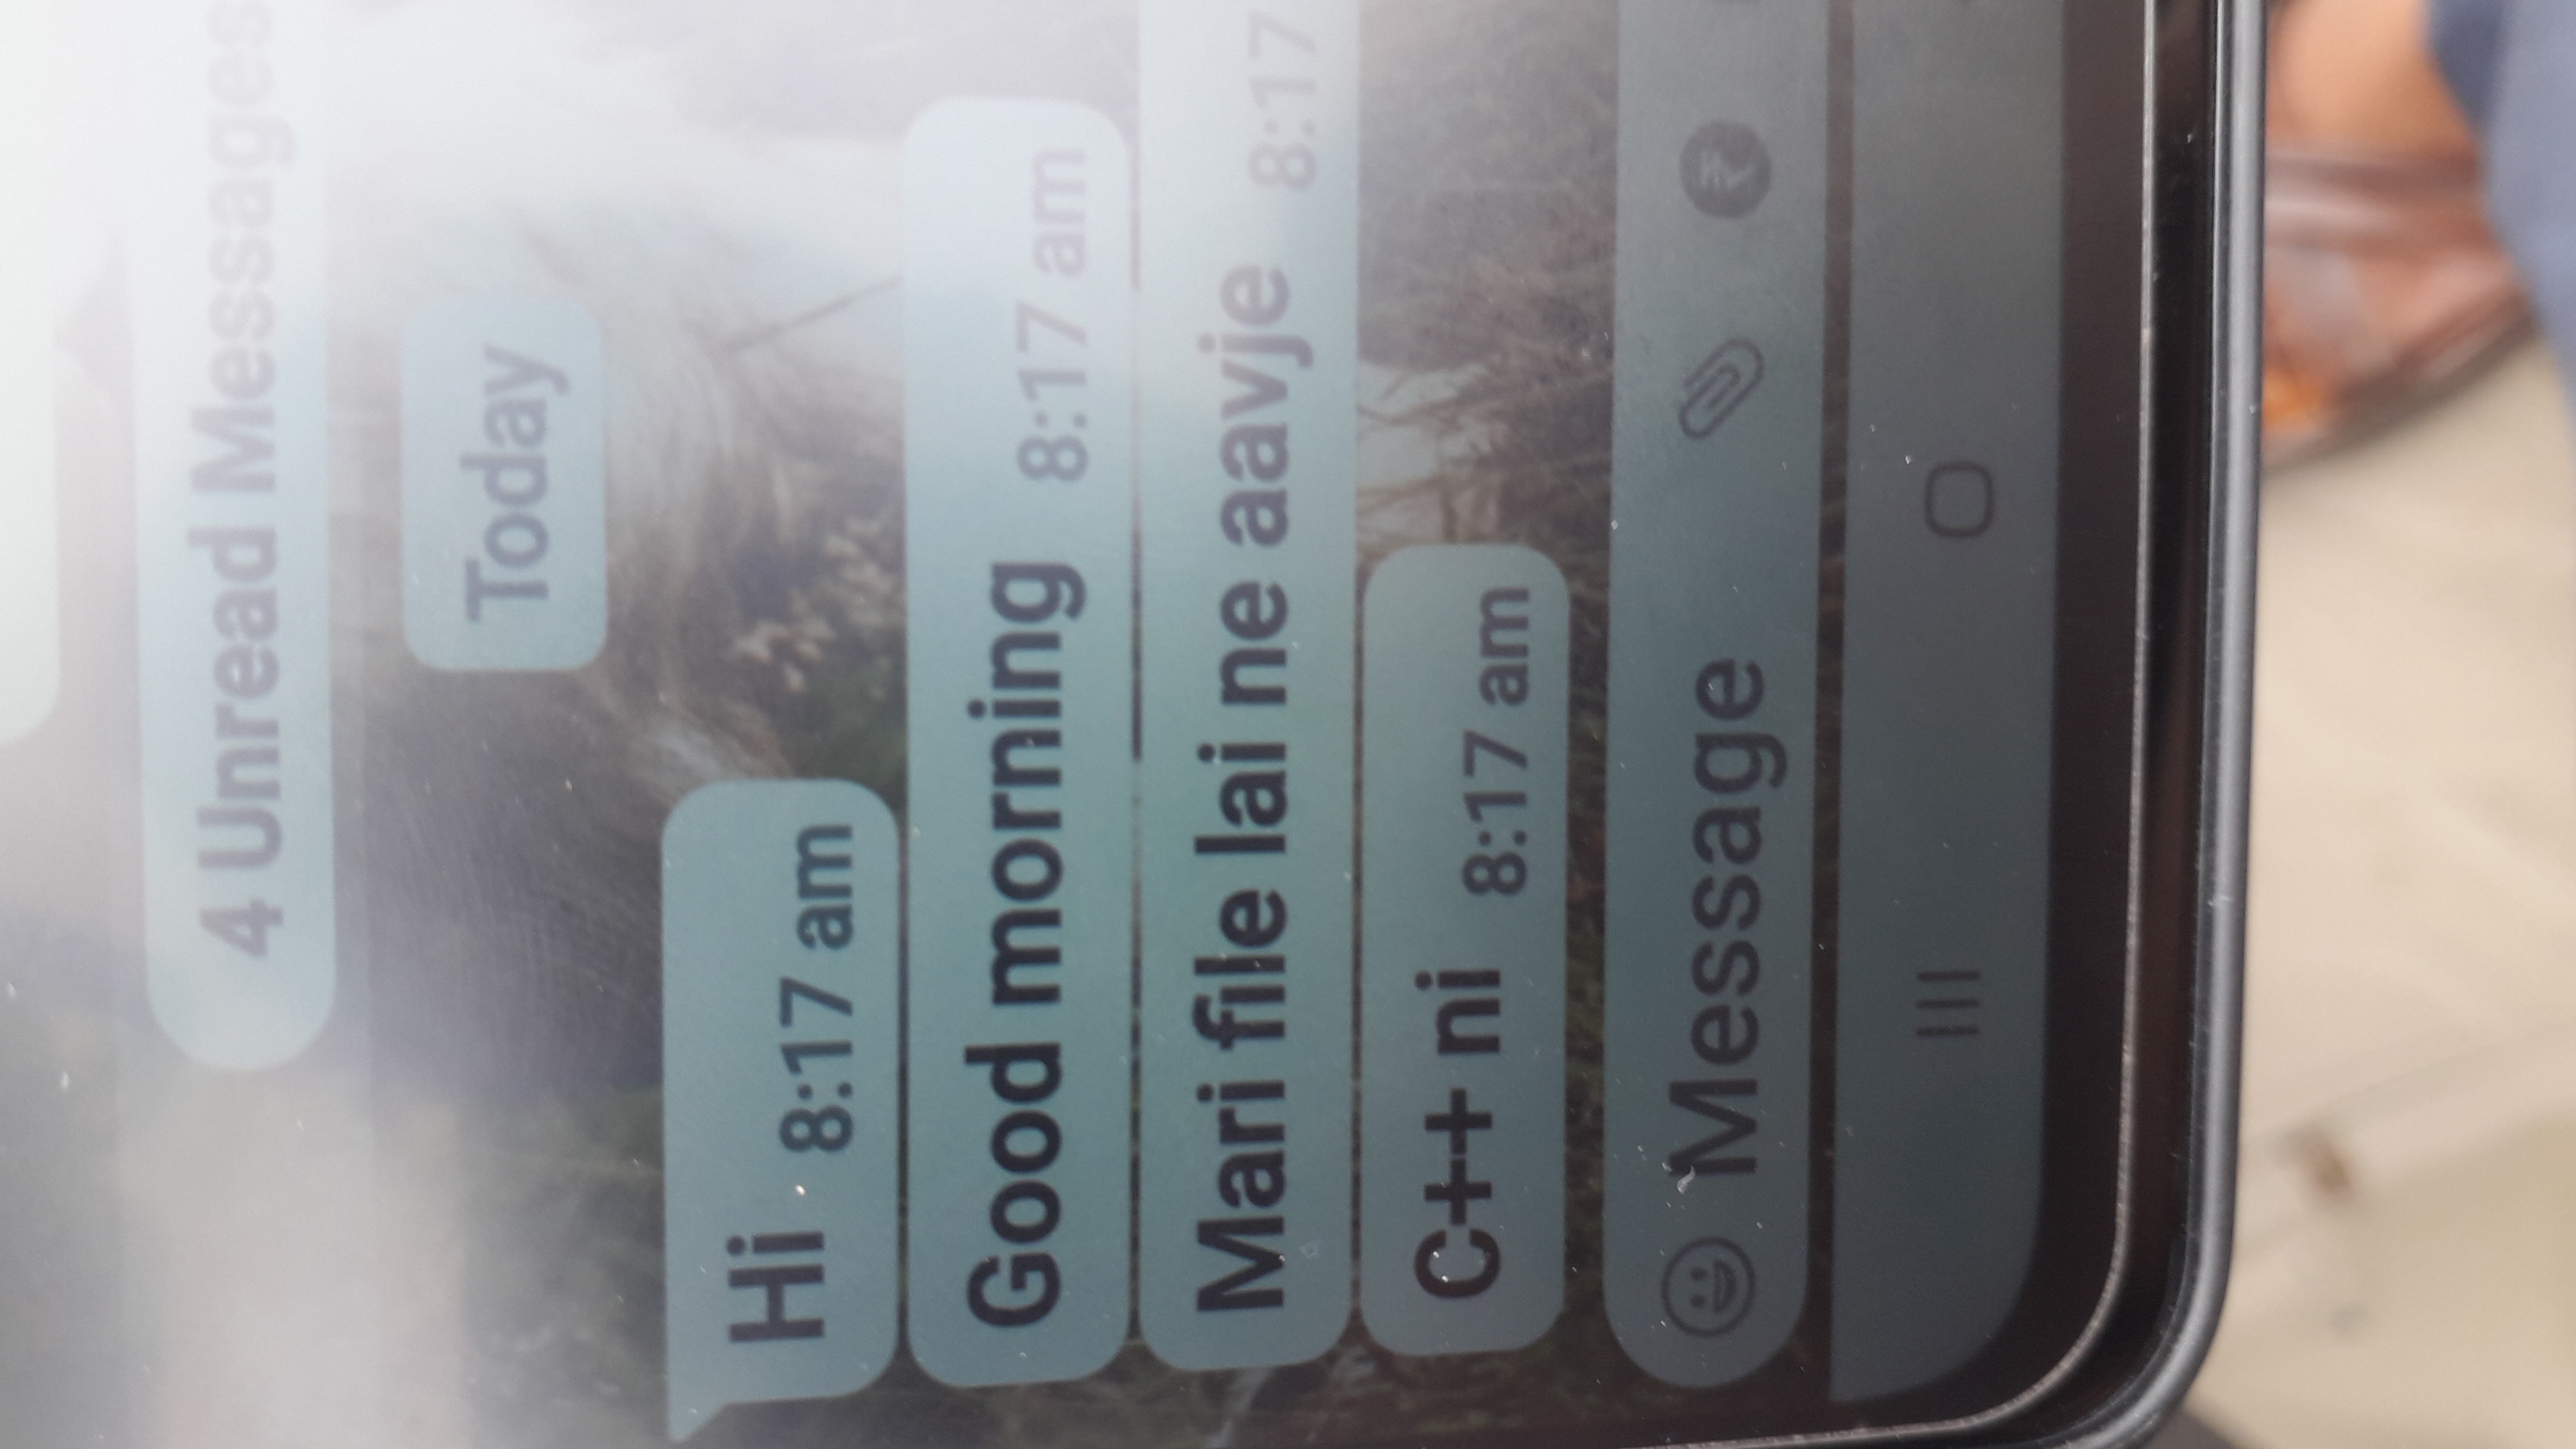 4 Unread Messages
Today
Hi 8:17 am
Good morning 8:17 am
Mari file lai ne aavje 8:17
C++ ni 8:17 am
Message